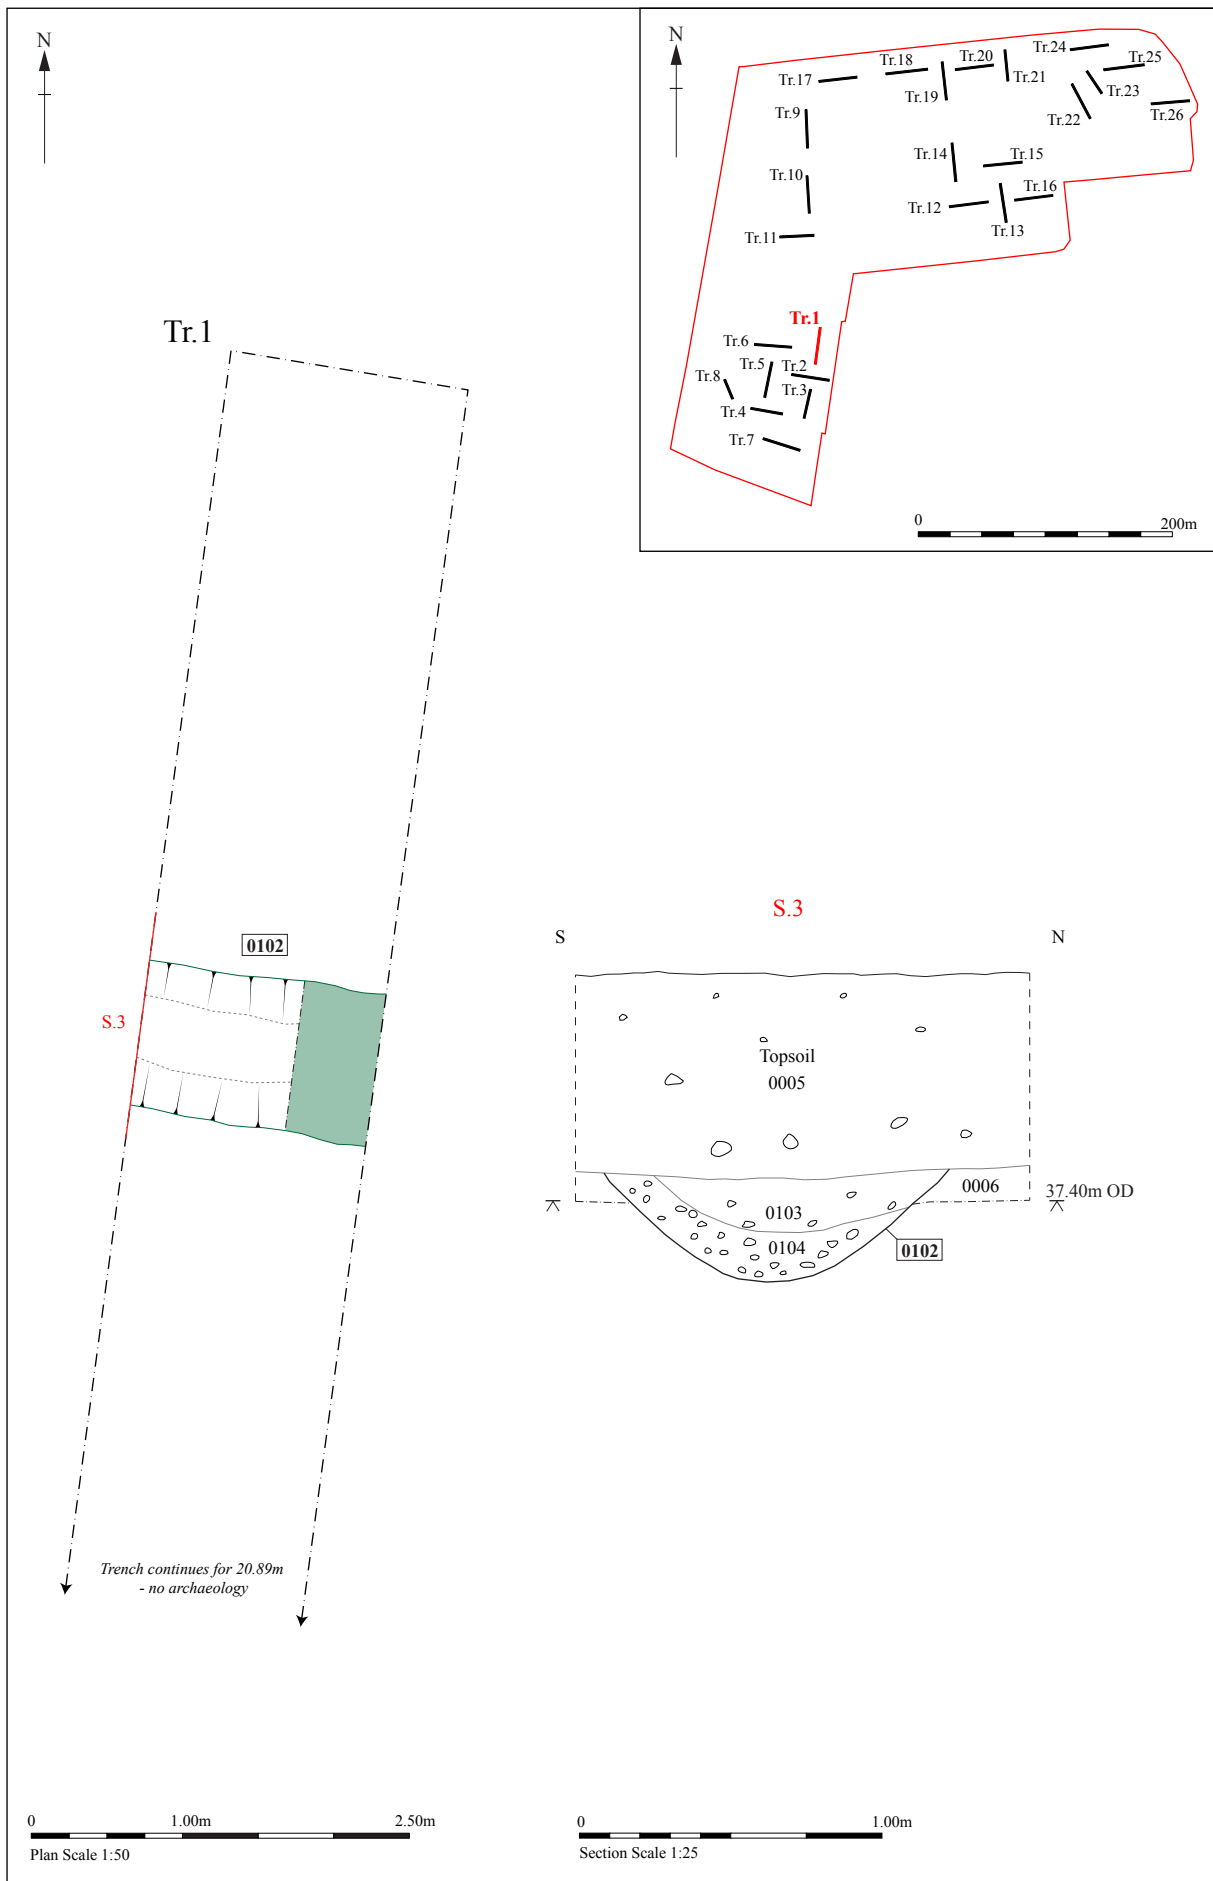 N
N
Tr.24
Tr.18
Tr.20
Tr.25
Tr.17
Tr.21
Tr.19
Tr.23
Tr.9
Tr.22
Tr.26
Tr.14
Tr.15
Tr.10
Tr.16
Tr.12
Tr.11
Tr.13
Tr.1
Tr.6
Tr.5
Tr.2
Tr.8
Tr.3
Tr.4
Tr.7
0
200m
Tr.1
0102
S.3
Trench continues for 20.89m
- no archaeology
S.3
S
N
Topsoil
0005
0006
37.40m OD
0103
0104
0102
0
1.00m
2.50m
Plan Scale 1:50
0
1.00m
Section Scale 1:25